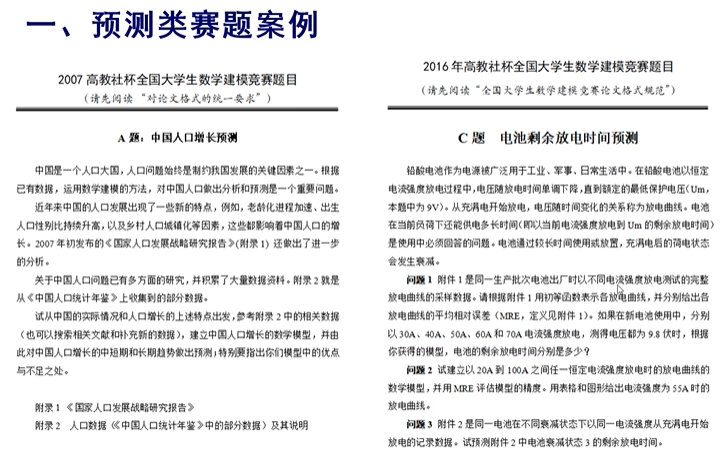 一、预测类赛题案例
2007 高教社杯全国大学生数学建模竞赛题目
（请先阅读“对论文格式的统一要求”）
A 题：中国人口增长预测
中国是一个人口大国，人口问题始终是制约我国发展的关键因素之一。根据
已有数据，运用数学建模的方法，对中国人口做出分析和预测是一个重要问题。
近年来中国的人口发展出现了一些新的特点，例如，老龄化进程加速、出生
人口性别比持续升高，以及乡村人口城镇化等因素，这些都影响着中国人口的增
长。2007 年初发布的《国家人口发展战略研究报告》(附录 1) 还做出了进一步
的分析。
关于中国人口问题已有多方面的研究，并积累了大量数据资料。附录 2 就是
从《中国人口统计年鉴》上收集到的部分数据。
试从中国的实际情况和人口增长的上述特点出发，参考附录 2 中的相关数据
（也可以搜索相关文献和补充新的数据），建立中国人口增长的数学模型，并由
此对中国人口增长的中短期和长期趋势做出预测；特别要指出你们模型中的优点
与不足之处。
附录 1 《国家人口发展战略研究报告》
附录 2 人口数据（《中国人口统计年鉴》中的部分数据）及其说明
2016 年高教社杯全国大学生数学建模竞赛题目
（请先阅读“全国大学生数学建模竞赛论文格式规范”）
C 题 电池剩余放电时间预测
铅酸电池作为电源被广泛用于工业、军事、日常生活中。在铅酸电池以恒定
电流强度放电过程中，电压随放电时间单调下降，直到额定的最低保护电压（Um，
本题中为 9V）。从充满电开始放电，电压随时间变化的关系称为放电曲线。电池
在当前负荷下还能供电多长时间（即以当前电流强度放电到 Um 的剩余放电时间）
是使用中必须回答的问题。电池通过较长时间使用或放置，充满电后的荷电状态
会发生衰减。
问题 1 附件 1 是同一生产批次电池出厂时以不同电流强度放电测试的完整
放电曲线的采样数据。请根据附件 1 用初等函数表示各放电曲线，并分别给出各
放电曲线的平均相对误差（MRE，定义见附件 1）。如果在新电池使用中，分别
以 30A、40A、50A、60A 和 70A 电流强度放电，测得电压都为 9.8 伏时，根据
你获得的模型，电池的剩余放电时间分别是多少？
问题 2 试建立以 20A 到 100A 之间任一恒定电流强度放电时的放电曲线的
数学模型，并用 MRE 评估模型的精度。用表格和图形给出电流强度为 55A 时的
放电曲线。
问题 3 附件 2 是同一电池在不同衰减状态下以同一电流强度从充满电开始
放电的记录数据。试预测附件 2 中电池衰减状态 3 的剩余放电时间。